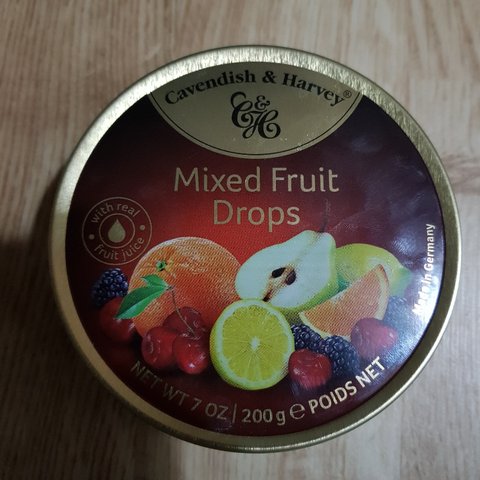 Cavendish & Harvey®
C&H
Mixed Fruit
Drops
with real
fruit juice
Made in Germany
NET WT 7 OZ | 200 g ℮ POIDS NET